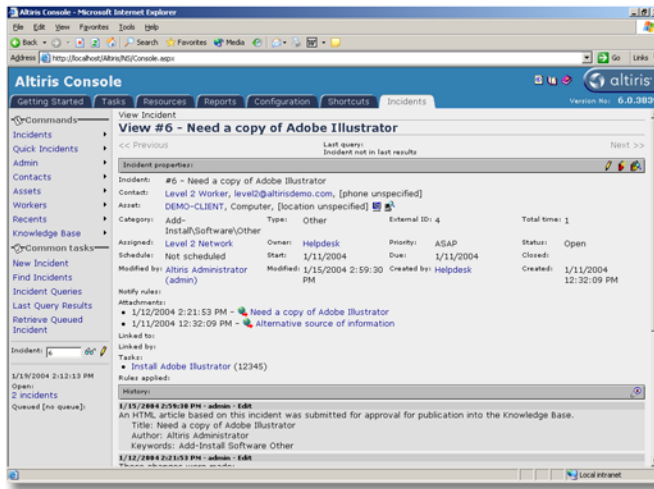 Altiris Console - Microsoft Internet Explorer
File Edit View Favorites Tools Help
Back Search Favorites Media
Address http://localhost/Altiris/NS/Console.aspx Go Links
Altiris Console altiris
Getting Started Tasks Resources Reports Configuration Shortcuts Incidents Version No: 6.0.383
Commands
Incidents
Quick Incidents
Admin
Contacts
Assets
Workers
Recents
Knowledge Base
Common tasks
New Incident
Find Incidents
Incident Queries
Last Query Results
Retrieve Queued
Incident
Incident: 6
1/19/2004 2:12:13 PM
Open:
2 incidents
Queued [no queue]:
View Incident
View #6 - Need a copy of Adobe Illustrator
<< Previous Last query: Next >>
Incident not in last results
Incident properties:
Incident: #6 - Need a copy of Adobe Illustrator
Contact: Level 2 Worker, level2@altirisdemo.com, [phone unspecified]
Asset: DEMO-CLIENT, Computer, [location unspecified]
Category: Add- Type: Other External ID: 4 Total time: 1
Install\Software\Other
Assigned: Level 2 Network Owner: Helpdesk Priority: ASAP Status: Open
Schedule: Not scheduled Start: 1/11/2004 Due: 1/11/2004 Closed:
Modified by: Altiris Administrator Modified: 1/15/2004 2:59:30 Created by: Helpdesk Created: 1/11/2004
(admin) PM 12:32:09 PM
Notify rules:
Attachments:
• 1/12/2004 2:21:53 PM - Need a copy of Adobe Illustrator
• 1/11/2004 12:32:09 PM - Alternative source of information
Linked to:
Linked by:
Tasks:
• Install Adobe Illustrator (12345)
Rules applied:
History:
1/15/2004 2:59:30 PM - admin - Edit
An HTML article based on this incident was submitted for approval for publication into the Knowledge Base.
Title: Need a copy of Adobe Illustrator
Author: Altiris Administrator
Keywords: Add-Install Software Other
1/12/2004 2:21:53 PM - admin - Edit
These changes were made:
Local intranet